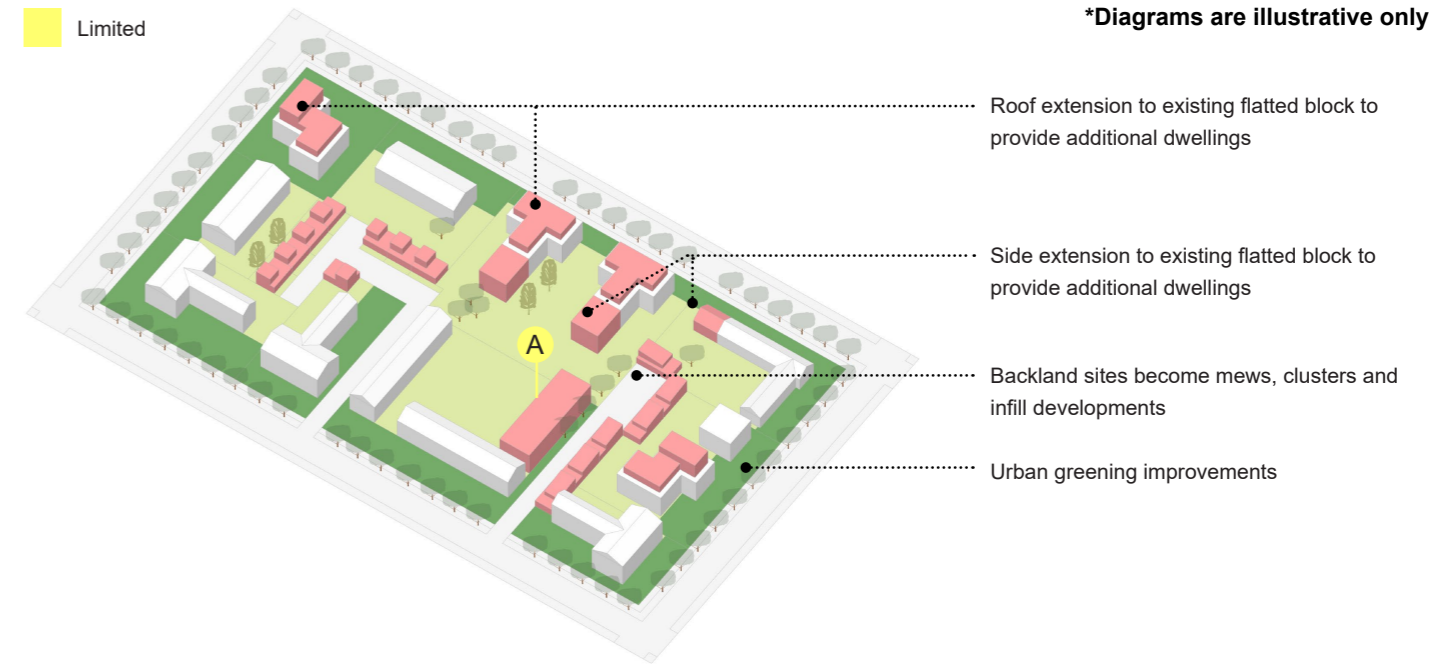 Limited
*Diagrams are illustrative only
Roof extension to existing flatted block to
provide additional dwellings
Side extension to existing flatted block to
provide additional dwellings
A
Backland sites become mews, clusters and
infill developments
Urban greening improvements